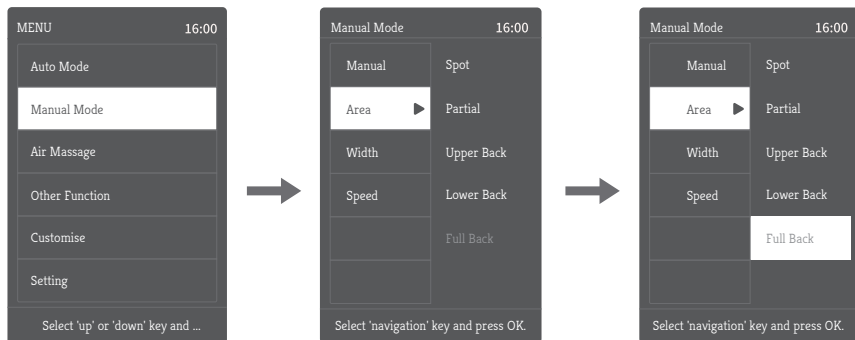 MENU 16:00
Auto Mode
Manual Mode
Air Massage
Other Function
Customise
Setting
Select 'up' or 'down' key and ...
Manual Mode 16:00
Manual Spot
Area Partial
Width Upper Back
Speed Lower Back
Full Back
Select 'navigation' key and press OK.
Manual Mode 16:00
Manual Spot
Area Partial
Width Upper Back
Speed Lower Back
Full Back
Select 'navigation' key and press OK.